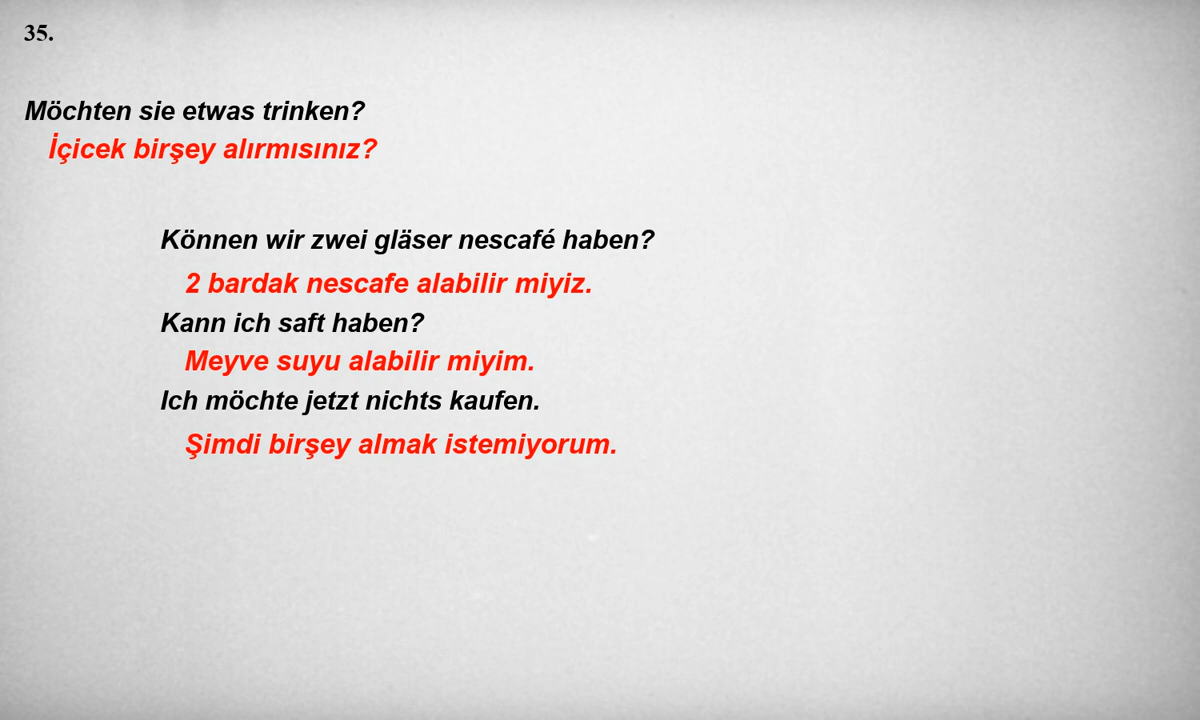 35.
Möchten sie etwas trinken?
İçicek birşey alırmısınız?
Können wir zwei gläser nescafé haben?
2 bardak nescafe alabilir miyiz.
Kann ich saft haben?
Meyve suyu alabilir miyim.
Ich möchte jetzt nichts kaufen.
Şimdi birşey almak istemiyorum.